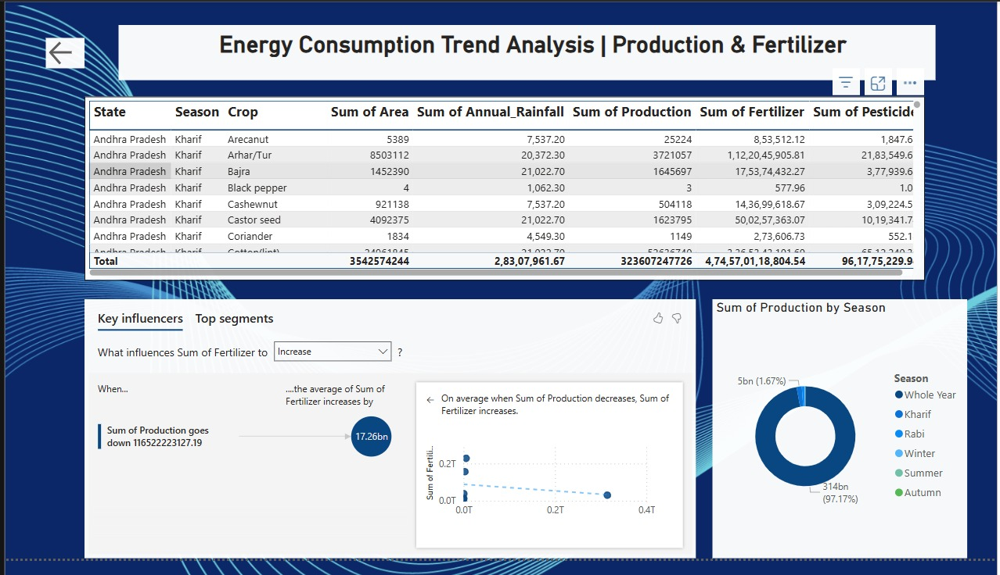 Energy Consumption Trend Analysis | Production & Fertilizer
State Season Crop Sum of Area Sum of Annual_Rainfall Sum of Production Sum of Fertilizer Sum of Pesticide
Andhra Pradesh Kharif Arecanut 5389 7,537.20 25224 8,53,512.12 1,847.6
Andhra Pradesh Kharif Arhar/Tur 8503112 20,372.30 3721057 1,12,20,45,905.81 21,83,549.6
Andhra Pradesh Kharif Bajra 1452390 21,022.70 1645697 17,53,74,432.27 3,77,939.6
Andhra Pradesh Kharif Black pepper 4 1,062.30 3 577.96 1.0
Andhra Pradesh Kharif Cashewnut 921138 7,537.20 504118 14,36,99,618.67 3,09,224.5
Andhra Pradesh Kharif Castor seed 4092375 21,022.70 1623795 50,02,57,363.07 10,19,341.7
Andhra Pradesh Kharif Coriander 1834 4,549.30 1149 2,73,606.73 552.1
Andhra Pradesh Kharif Cotton(lint)
Total 3542574244 2,83,07,961.67 323607247726 4,74,57,01,18,804.54 96,17,75,229.9
Key influencers Top segments
What influences Sum of Fertilizer to Increase ?
When...
....the average of Sum of
Fertilizer increases by
Sum of Production goes
down 116522223127.19
17.26bn
On average when Sum of Production decreases, Sum of
Fertilizer increases.
Sum of Fertili...
0.2T
0.0T
0.0T 0.2T 0.4T
Sum of Production by Season
5bn (1.67%)
314bn
(97.17%)
Season
Whole Year
Kharif
Rabi
Winter
Summer
Autumn